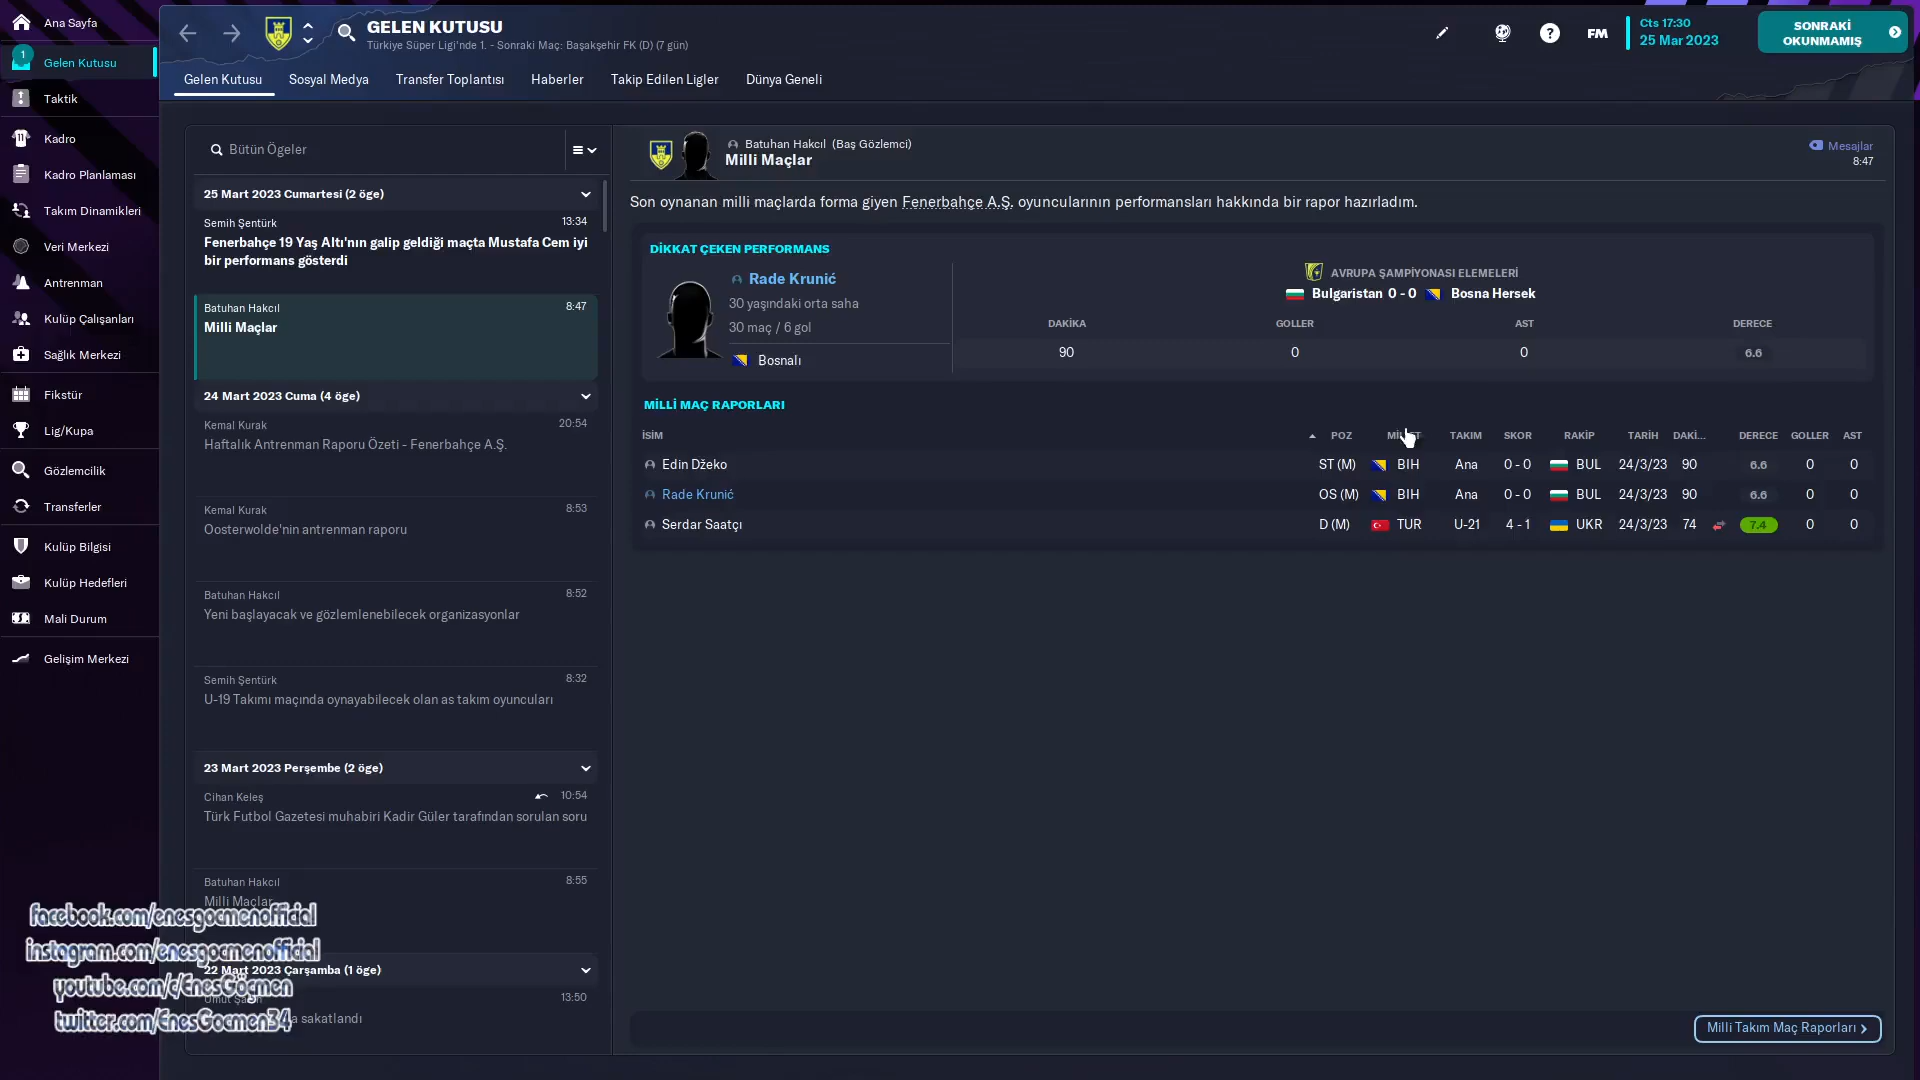 Ana Sayfa
1
Gelen Kutusu
Taktik
Kadro
Kadro Planlaması
Takım Dinamikleri
Veri Merkezi
Antrenman
Kulüp Çalışanları
Sağlık Merkezi
Fikstür
Lig/Kupa
Gözlemcilik
Transferler
Kulüp Bilgisi
Kulüp Hedefleri
Mali Durum
Gelişim Merkezi
GELEN KUTUSU
Türkiye Süper Ligi'nde 1. - Sonraki Maç: Başakşehir FK (D) (7 gün)
FM
Cts 17:30
25 Mar 2023
SONRAKİ
OKUNMAMIŞ
Gelen Kutusu Sosyal Medya Transfer Toplantısı Haberler Takip Edilen Ligler Dünya Geneli
Bütün Ögeler
25 Mart 2023 Cumartesi (2 öge)
Semih Şentürk 13:34
Fenerbahçe 19 Yaş Altı'nın galip geldiği maçta Mustafa Cem iyi
bir performans gösterdi
Batuhan Hakcıl 8:47
Milli Maçlar
24 Mart 2023 Cuma (4 öge)
Kemal Kurak 20:54
Haftalık Antrenman Raporu Özeti - Fenerbahçe A.Ş.
Kemal Kurak 8:53
Oosterwolde'nin antrenman raporu
Batuhan Hakcıl 8:52
Yeni başlayacak ve gözlemlenebilecek organizasyonlar
Semih Şentürk 8:32
U-19 Takımı maçında oynayabilecek olan as takım oyuncuları
23 Mart 2023 Perşembe (2 öge)
Cihan Keleş 10:54
Türk Futbol Gazetesi muhabiri Kadir Güler tarafından sorulan soru
Batuhan Hakcıl 8:55
Milli Maçlar
22 Mart 2023 Çarşamba (1 öge)
Umut 13:50
sakatlandı
facebook.com/enesgocmenofficial
instagram.com/enesgocmenofficial
youtube.com/c/EnesGöçmen
twitter.com/EnesGocmen34
Batuhan Hakcıl (Baş Gözlemci)
Milli Maçlar
Mesajlar
8:47
Son oynanan milli maçlarda forma giyen Fenerbahçe A.Ş. oyuncularının performansları hakkında bir rapor hazırladım.
DİKKAT ÇEKEN PERFORMANS
Rade Krunić
30 yaşındaki orta saha
30 maç / 6 gol
Bosnalı
AVRUPA ŞAMPİYONASI ELEMELERİ
Bulgaristan 0 - 0 Bosna Hersek
DAKİKA GOLLER AST DERECE
90 0 0 6.6
MİLLİ MAÇ RAPORLARI
İSİM POZ TAKIM SKOR RAKİP TARİH DAKİ... DERECE GOLLER AST
Edin Džeko ST (M) BIH Ana 0 - 0 BUL 24/3/23 90 6.6 0 0
Rade Krunić OS (M) BIH Ana 0 - 0 BUL 24/3/23 90 6.6 0 0
Serdar Saatçı D (M) TUR U-21 4 - 1 UKR 24/3/23 74 7.4 0 0
Milli Takım Maç Raporları